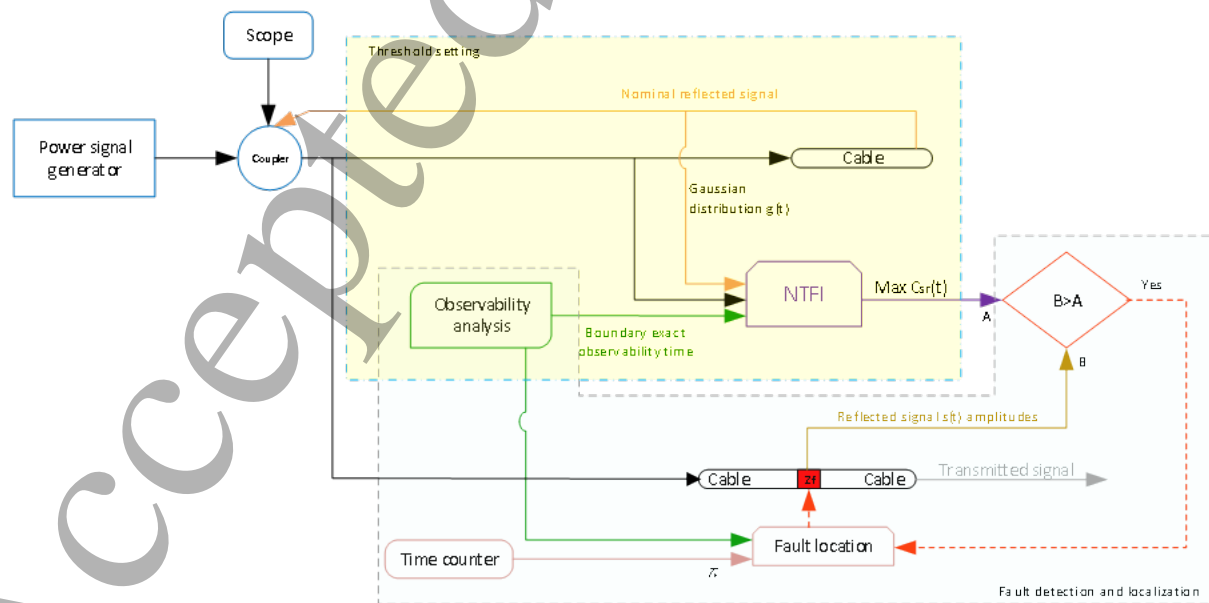 Scope
Threshold setting
Nominal reflected signal
Power signal
generator
Coupler
Cable
Gaussian
distribution g(t)
Observability
analysis
NTFI
Max Csr(t)
A
B>A
Yes
Boundary exact
observability time
B
Reflected signal s(t) amplitudes
Cable
Zf
Cable
Transmitted signal
Time counter
Fault location
Fault detection and localization
Accepted